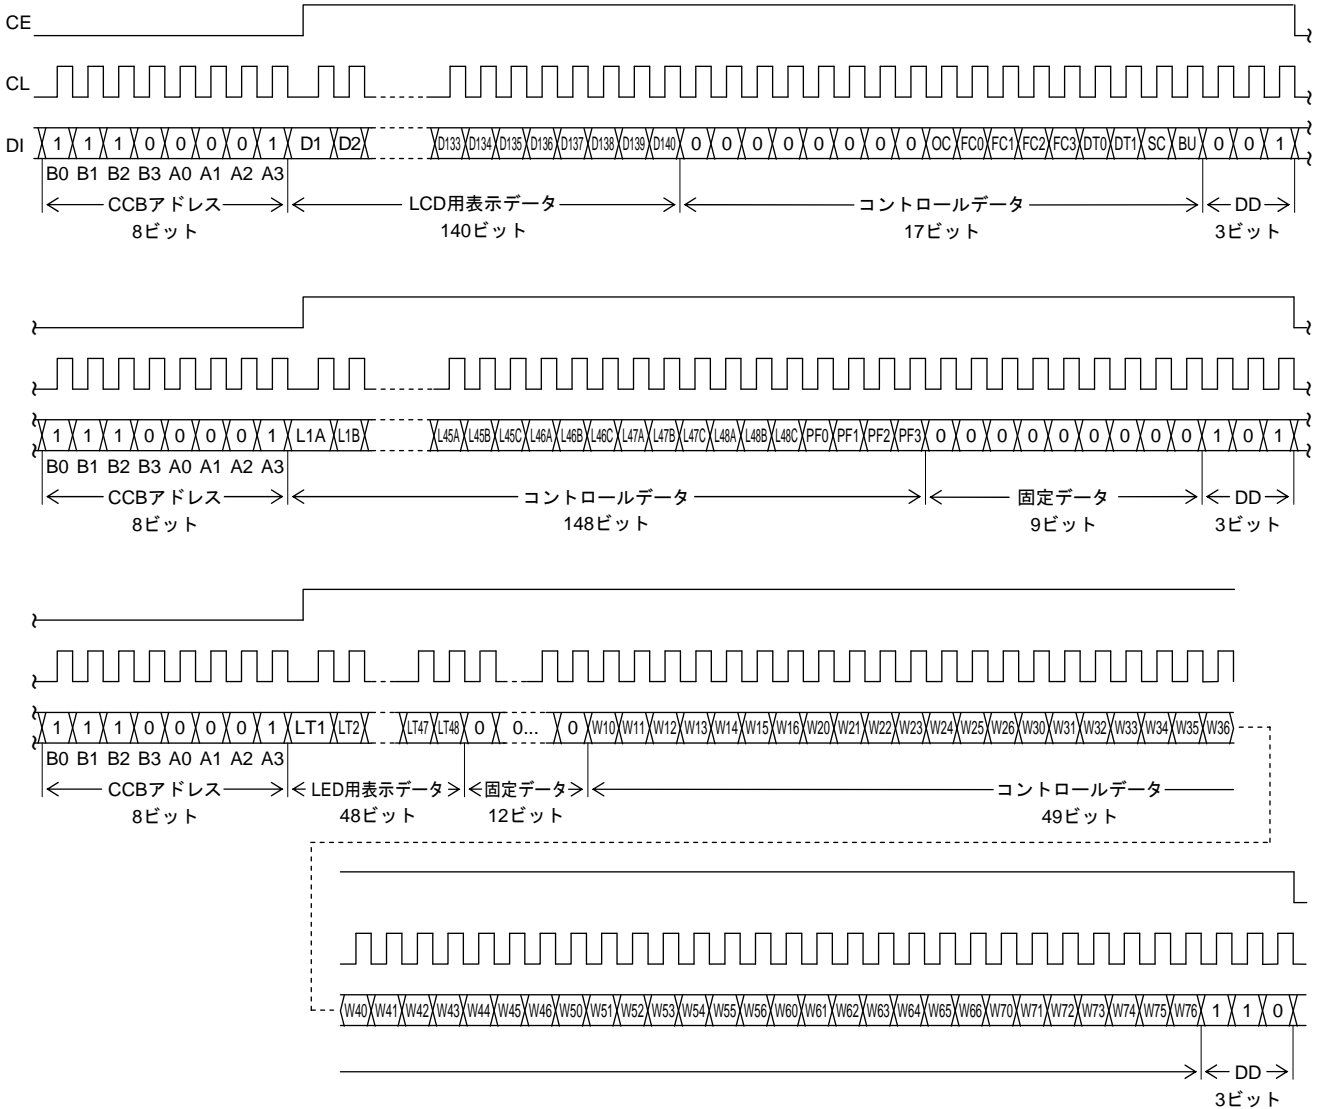 CE
CL
DI 1 1 1 0 0 0 0 1 D1 D2 D133 D134 D135 D136 D137 D138 D139 D140 0 0 0 0 0 0 0 0 OC FC0 FC1 FC2 FC3 DT0 DT1 SC BU 0 0 1
B0 B1 B2 B3 A0 A1 A2 A3
CCBアドレス LCD用表示データ コントロールデータ DD
8ビット 140ビット 17ビット 3ビット
1 1 1 0 0 0 0 1 L1A L1B L45A L45B L45C L46A L46B L46C L47A L47B L47C L48A L48B L48C PF0 PF1 PF2 PF3 0 0 0 0 0 0 0 0 0 1 0 1
B0 B1 B2 B3 A0 A1 A2 A3
CCBアドレス コントロールデータ 固定データ DD
8ビット 148ビット 9ビット 3ビット
1 1 1 0 0 0 0 1 LT1 LT2 LT47 LT48 0 0... 0 W10 W11 W12 W13 W14 W15 W16 W20 W21 W22 W23 W24 W25 W26 W30 W31 W32 W33 W34 W35 W36
B0 B1 B2 B3 A0 A1 A2 A3
CCBアドレス LED用表示データ 固定データ コントロールデータ
8ビット 48ビット 12ビット 49ビット
W40 W41 W42 W43 W44 W45 W46 W50 W51 W52 W53 W54 W55 W56 W60 W61 W62 W63 W64 W65 W66 W70 W71 W72 W73 W74 W75 W76 1 1 0
DD
3ビット